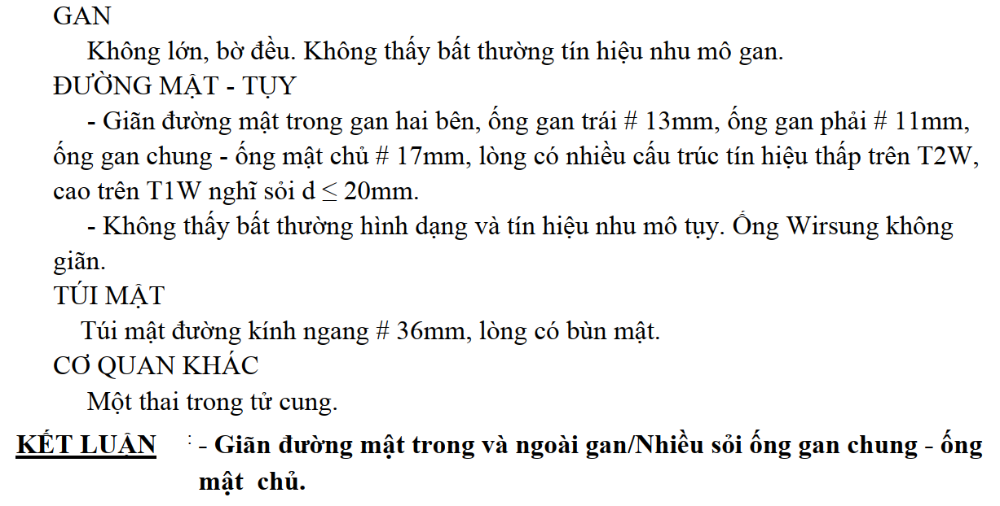 GAN
Không lớn, bờ đều. Không thấy bất thường tín hiệu nhu mô gan.
ĐƯỜNG MẬT - TỤY
- Giãn đường mật trong gan hai bên, ống gan trái # 13mm, ống gan phải # 11mm,
ống gan chung - ống mật chủ # 17mm, lòng có nhiều cấu trúc tín hiệu thấp trên T2W,
cao trên T1W nghĩ sỏi d ≤ 20mm.
- Không thấy bất thường hình dạng và tín hiệu nhu mô tụy. Ống Wirsung không
giãn.
TÚI MẬT
Túi mật đường kính ngang # 36mm, lòng có bùn mật.
CƠ QUAN KHÁC
Một thai trong tử cung.
KẾT LUẬN : - Giãn đường mật trong và ngoài gan/Nhiều sỏi ống gan chung - ống
mật chủ.